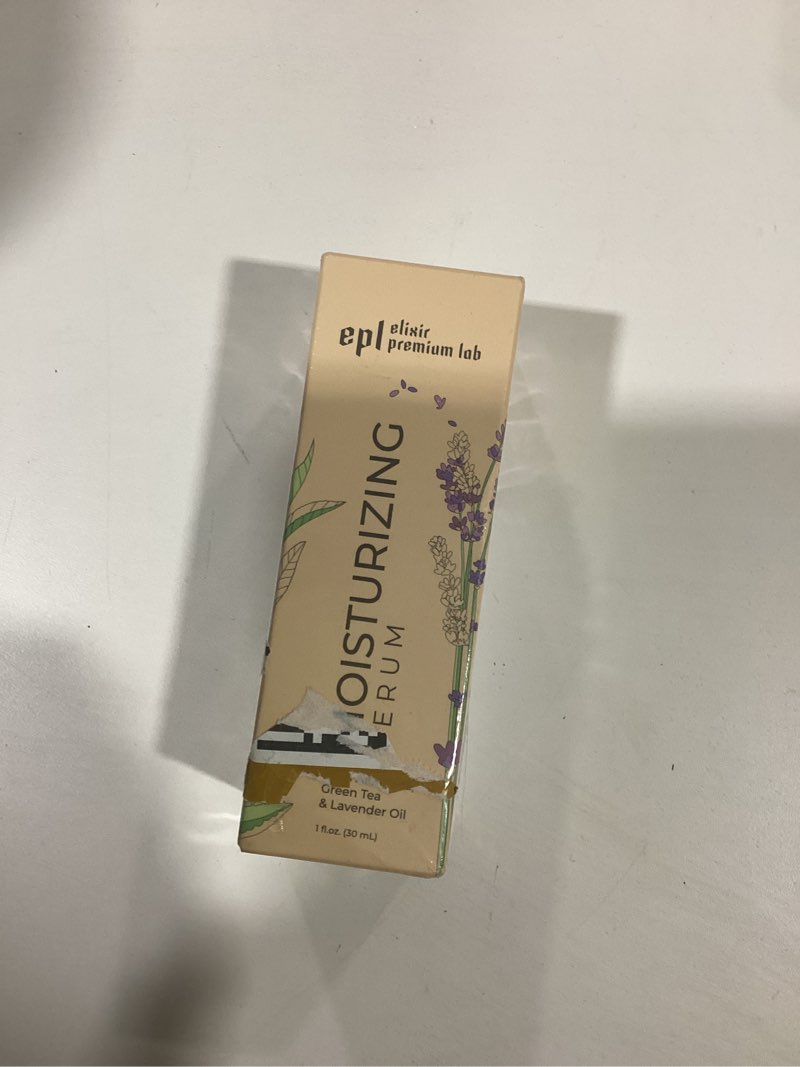 epl elixir
premium lab
OISTURIZING
ERUM
Green Tea
& Lavender Oil
1 fl.oz. (30 mL)